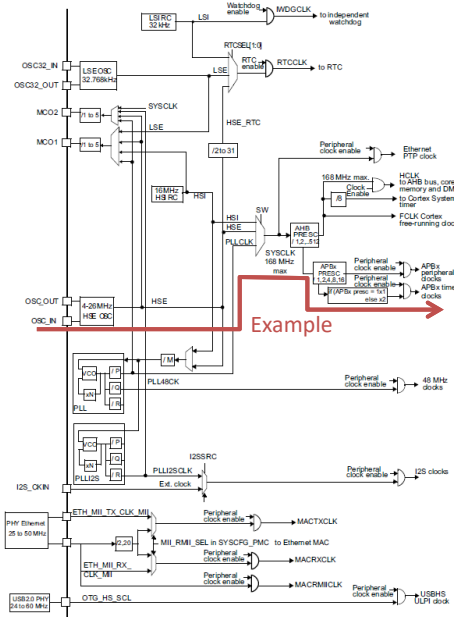 Watchdog
enable
IWDGCLK
to independent
watchdog
LSI RC
32 kHz
LSI
RTCSEL[1:0]
OSC32_IN
OSC32_OUT
LSE OSC
32.768kHz
LSE
RTC
enable
RTCCLK
to RTC
MCO2
/1 to 5
SYSCLK
MCO1
/1 to 5
LSE
HSE_RTC
/2to 31
Peripheral
clock enable
Ethernet
PTP clock
16MHz
HSI RC
HSI
168 MHz max.
Clock
Enable
HCLK
to AHB bus, core
memory and DM
/8
to Cortex System
timer
FCLK Cortex
free-running cloc
SW
HSI
HSE
PLLCLK
SYSCLK
168 MHz
max
AHB
PRESC
/ 1,2,..512
APBx
PRESC
/ 1,2,4,8,16
Peripheral
clock enable
APBx
peripheral
clocks
if (APBx presc = 1x1
else x2
Peripheral
clock enable
APBx time
clocks
OSC_OUT
OSC_IN
4-26MHz
HSE OSC
HSE
Example
/ M
VCO
xN
/ P
/ Q
/ R
PLL
PLL48CK
Peripheral
clock enable
48 MHz
clocks
VCO
xN
/ P
/ Q
/ R
PLLI2S
PLLI2SCLK
I2SSRC
Ext. clock
I2S_CKIN
Peripheral
clock enable
I2S clocks
PHY Ethernet
25 to 50 MHz
ETH_MII_TX_CLK_MII
Peripheral
clock enable
MACTXCLK
/2,20
MII_RMII_SEL in SYSCFG_PMC to Ethernet MAC
ETH_MII_RX_
CLK_MII
Peripheral
clock enable
MACRXCLK
Peripheral
clock enable
MACRMIICLK
USB2.0 PHY
24 to 60 MHz
OTG_HS_SCL
Peripheral
clock enable
USBHS
ULPI clock